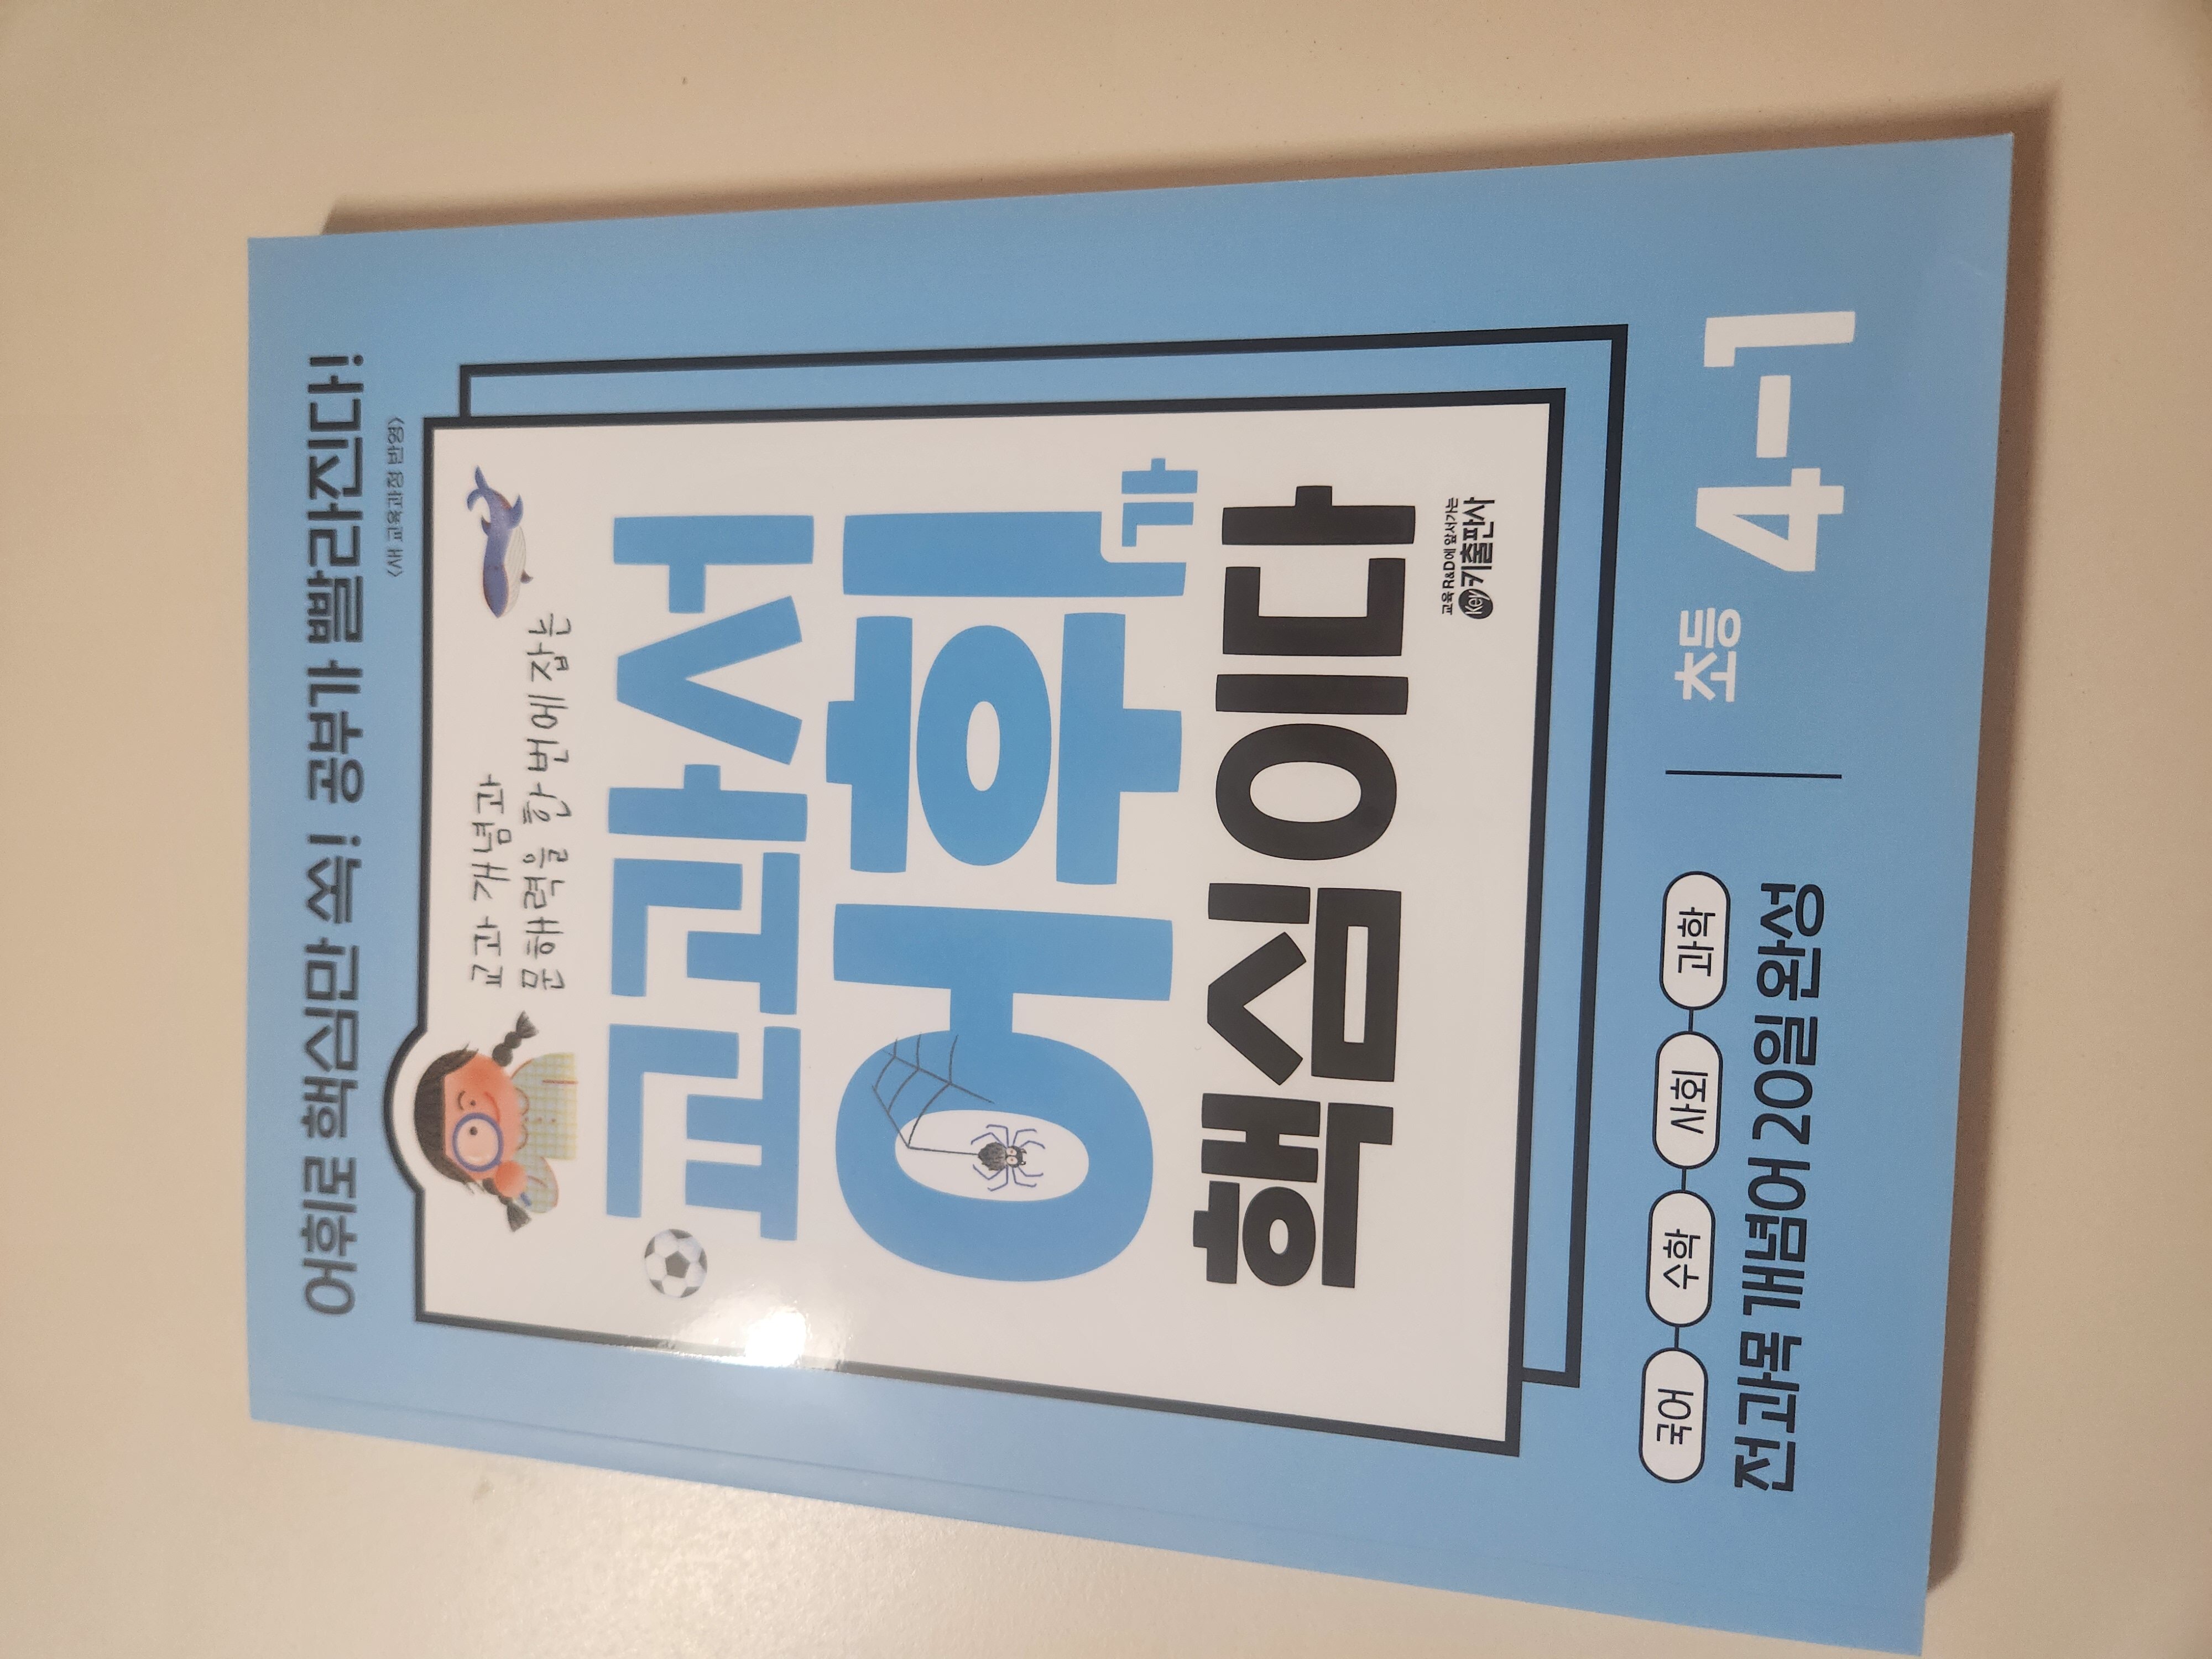 어휘로 핵심만 쏙! 공부가 빨라진다!
<새 교육과정 반영>
교과 개념과
문해력을 한 번에 잡는
교과서
어휘가
핵심이다
교육 R&D에 앞서가는
Key 키출판사
국어 수학 사회 과학
전과목 개념어 20일 완성
초등 4-1